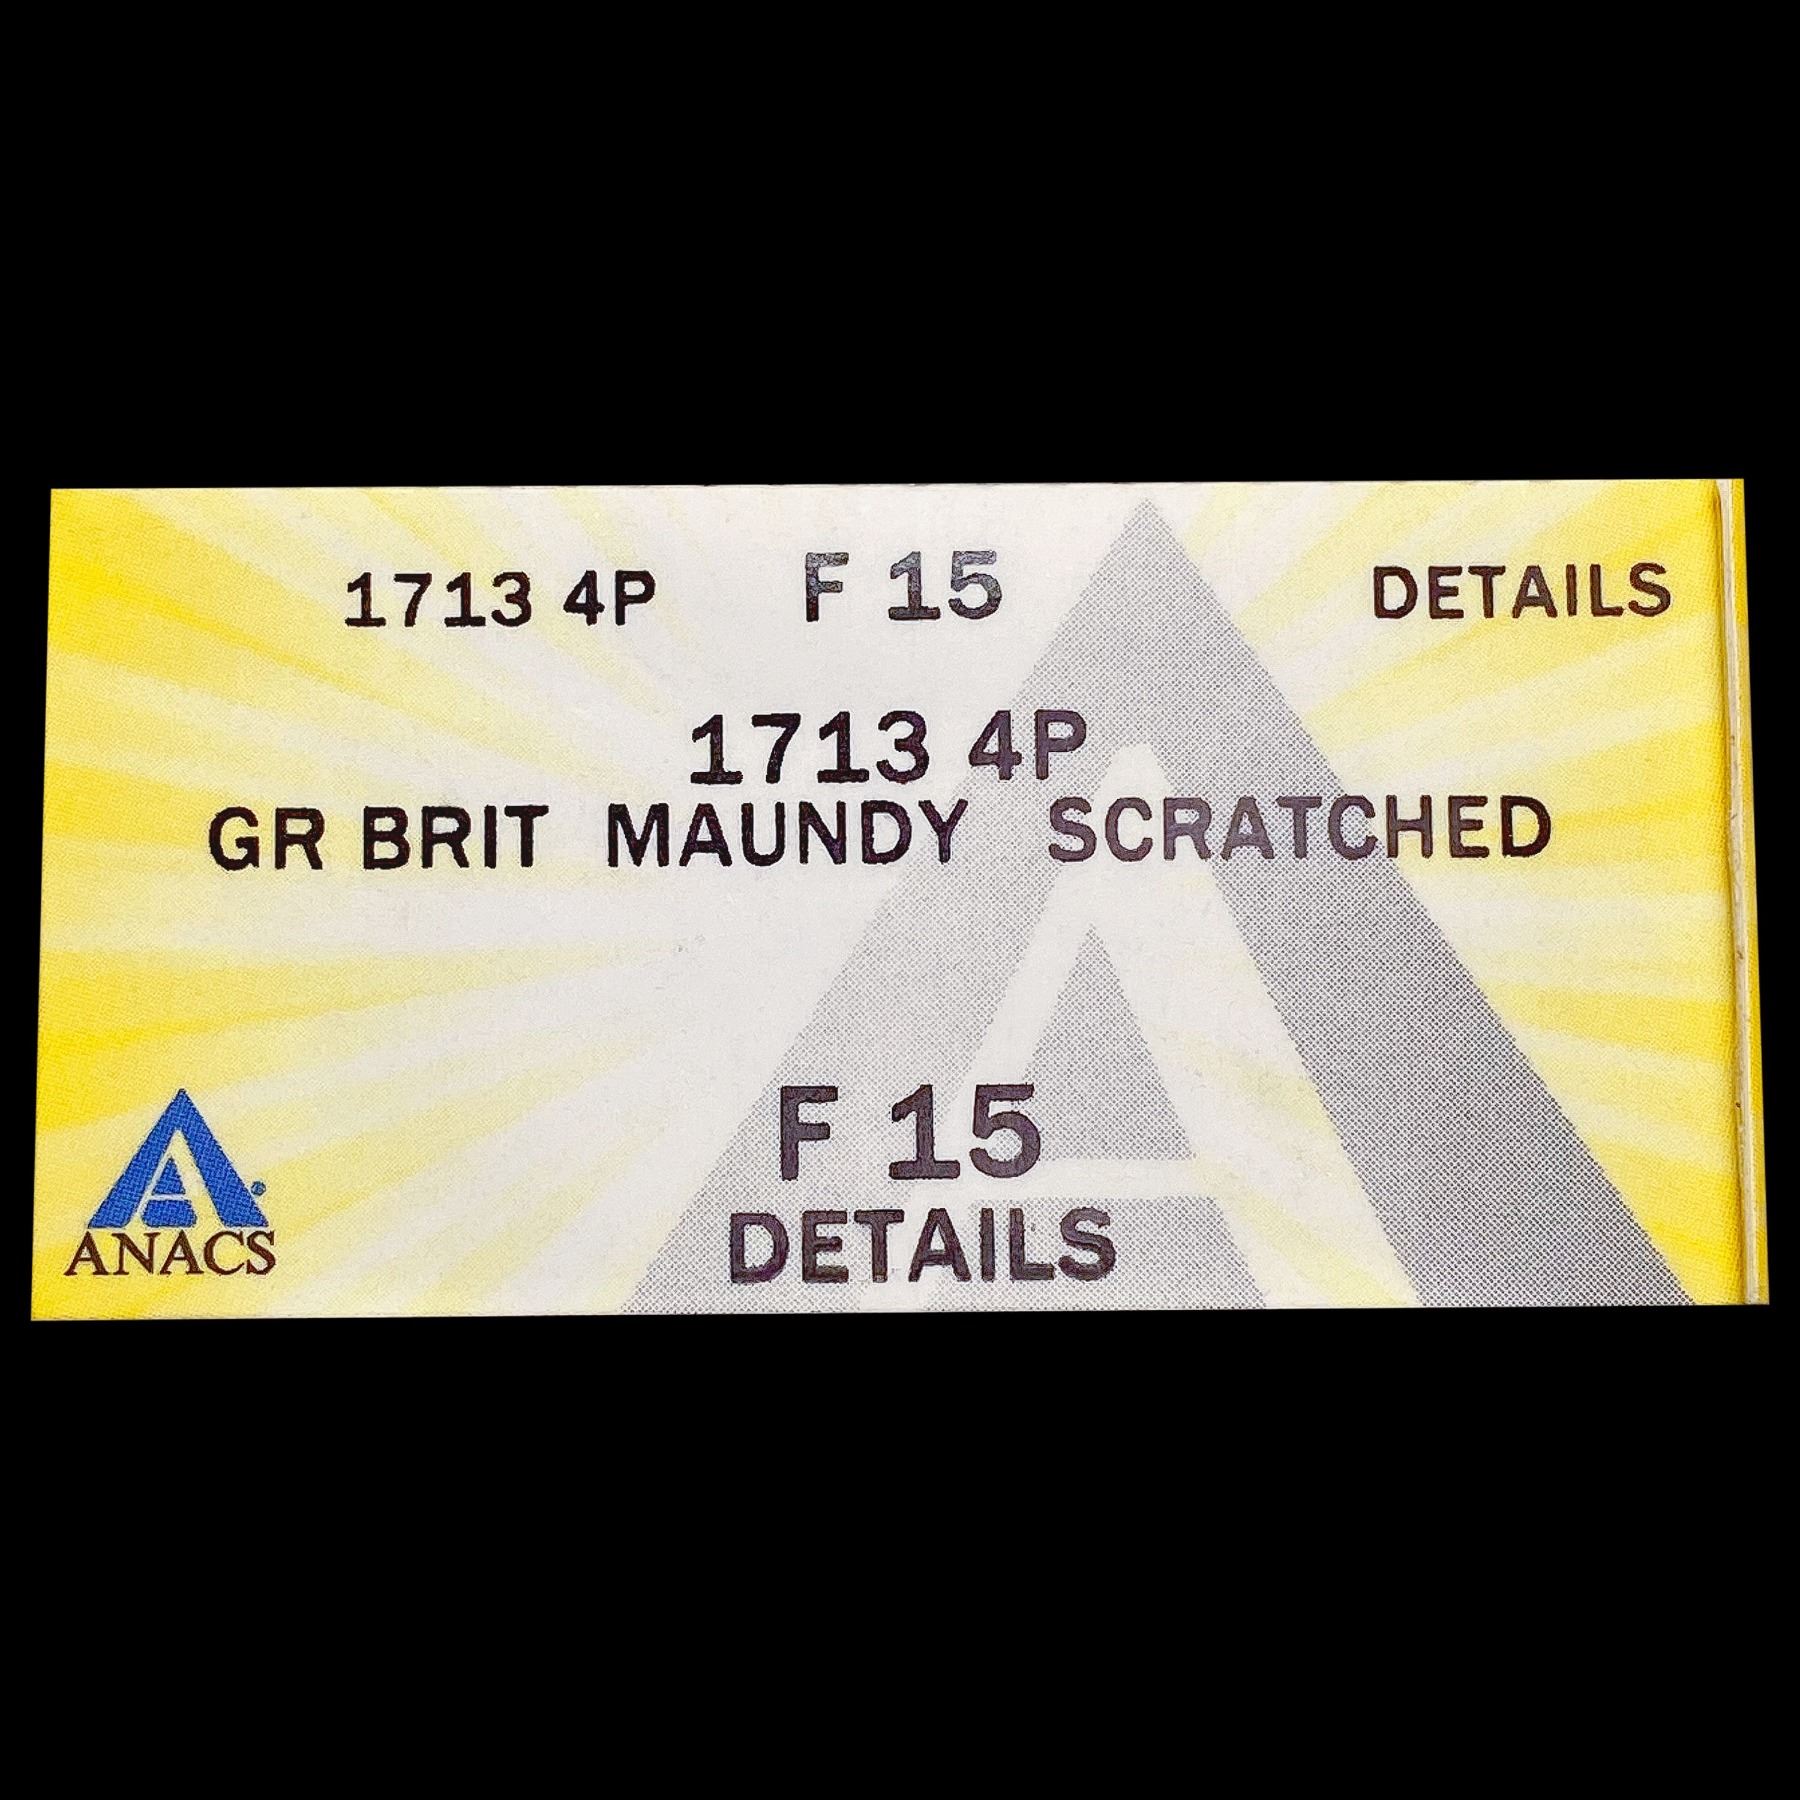 1713 4P F 15 DETAILS
1713 4P
GR BRIT MAUNDY SCRATCHED
F 15
DETAILS
ANACS